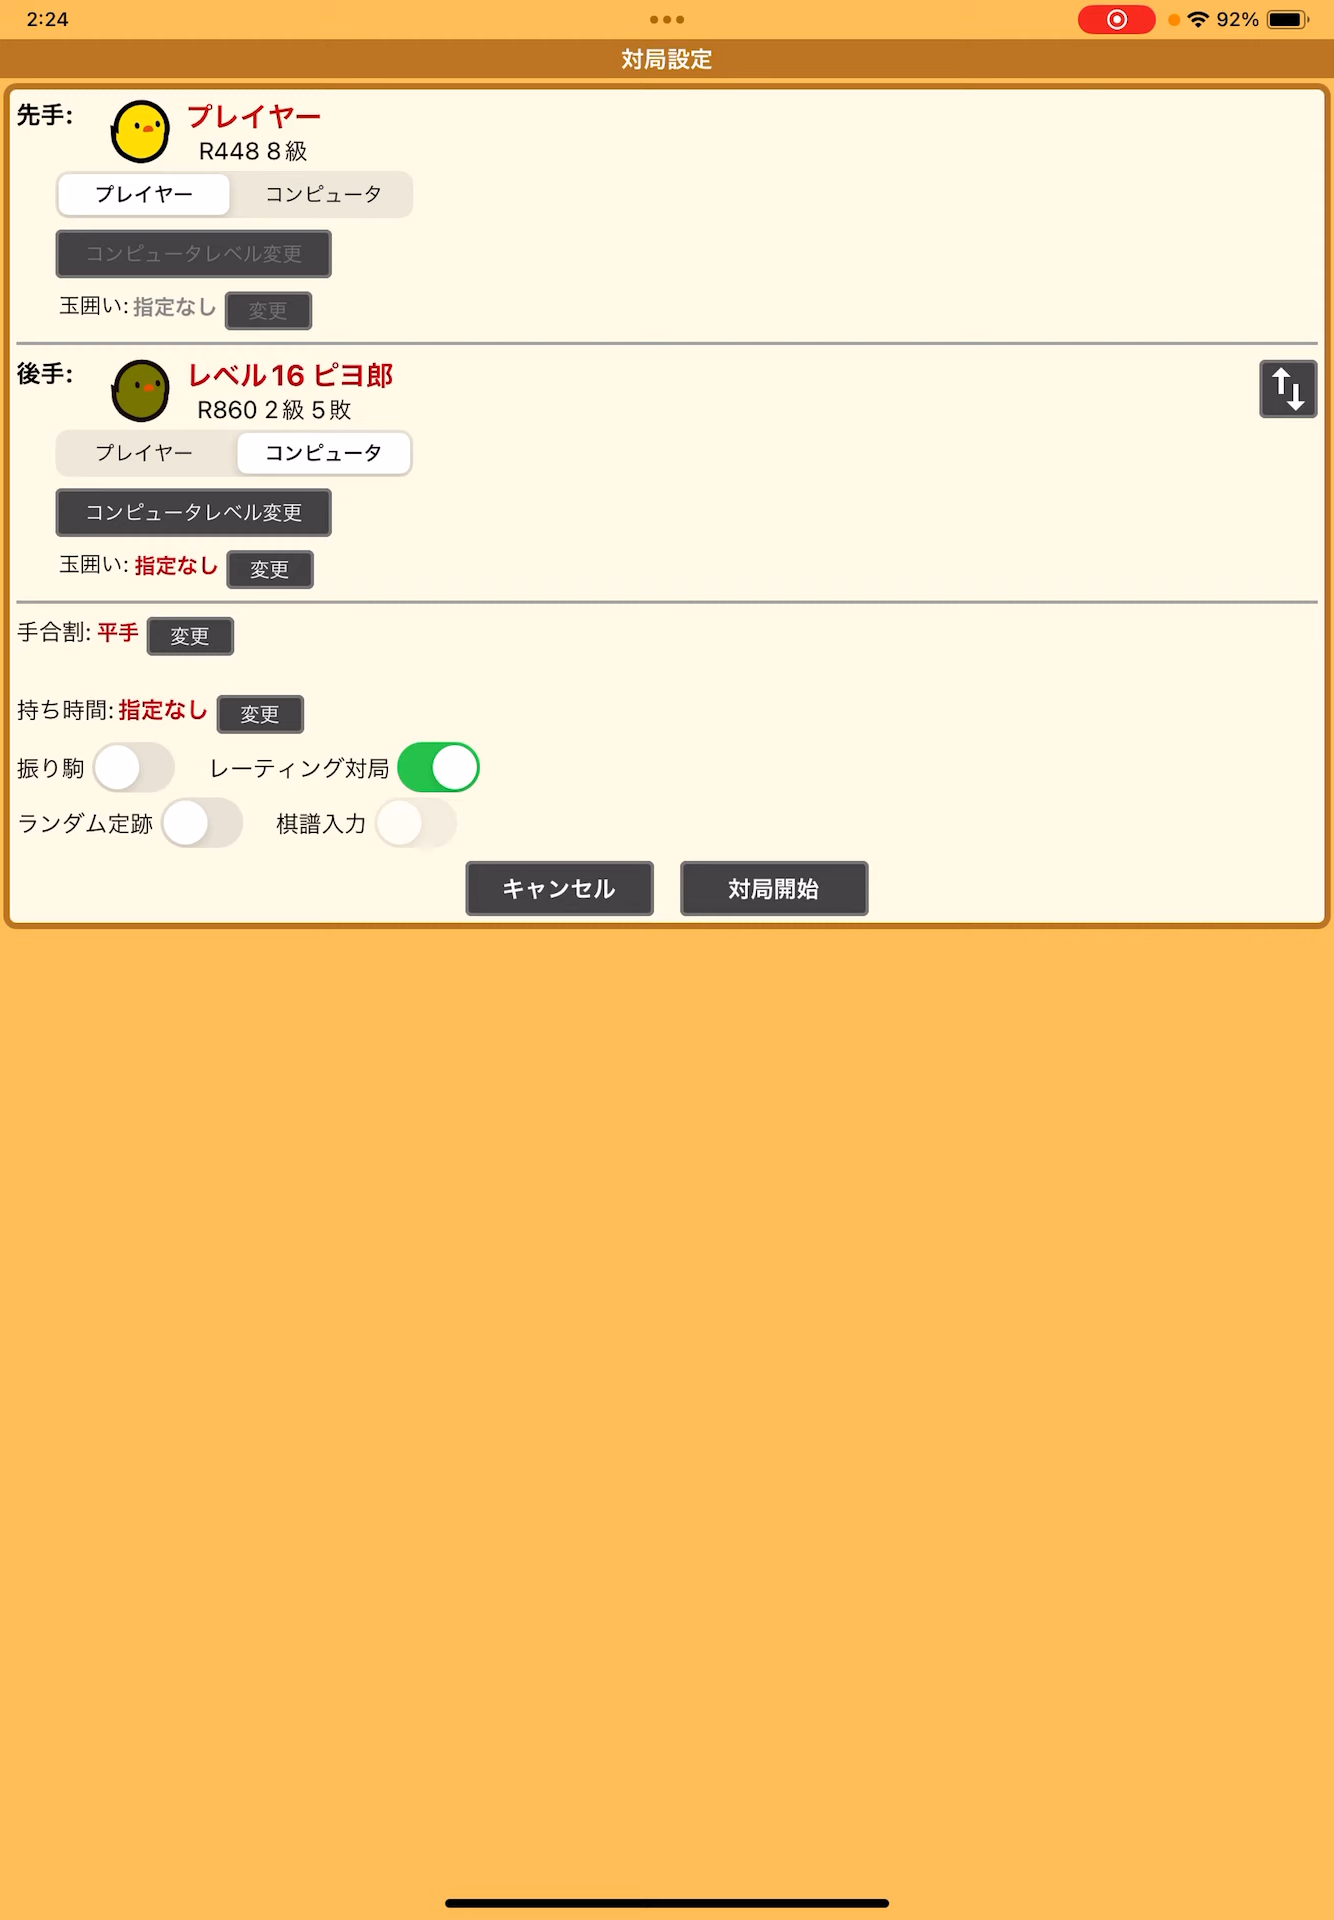 2:24
92%
対局設定
先手:
プレイヤー
R448 8級
プレイヤー コンピュータ
コンピュータレベル変更
玉囲い: 指定なし 変更
後手:
レベル16 ピヨ郎
R860 2級 5敗
プレイヤー コンピュータ
コンピュータレベル変更
玉囲い: 指定なし 変更
手合割: 平手 変更
持ち時間: 指定なし 変更
振り駒 レーティング対局
ランダム定跡 棋譜入力
キャンセル 対局開始